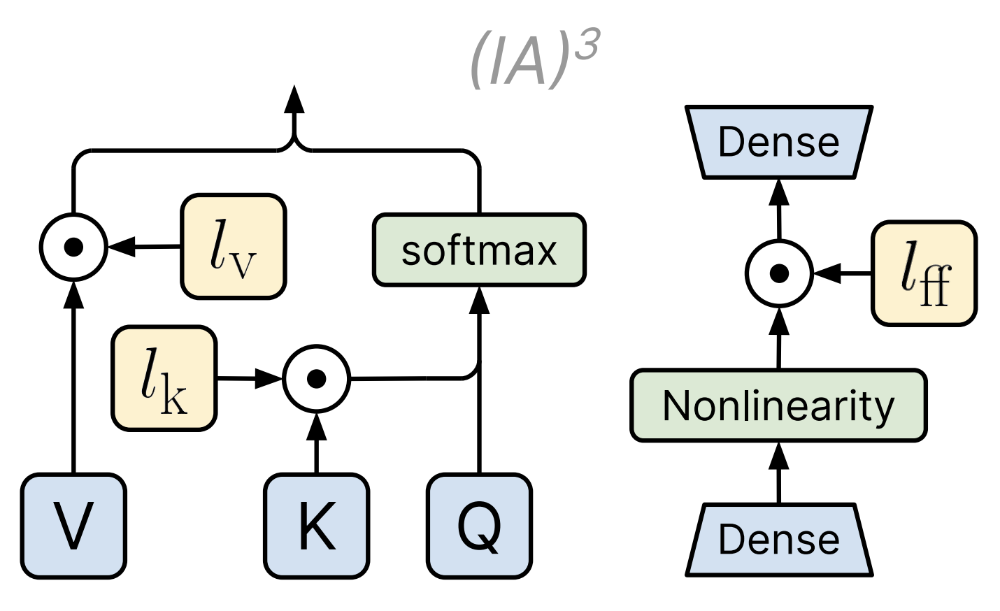 (IA)³
Dense
l_v
softmax
l_ff
l_k
Nonlinearity
V
K
Q
Dense